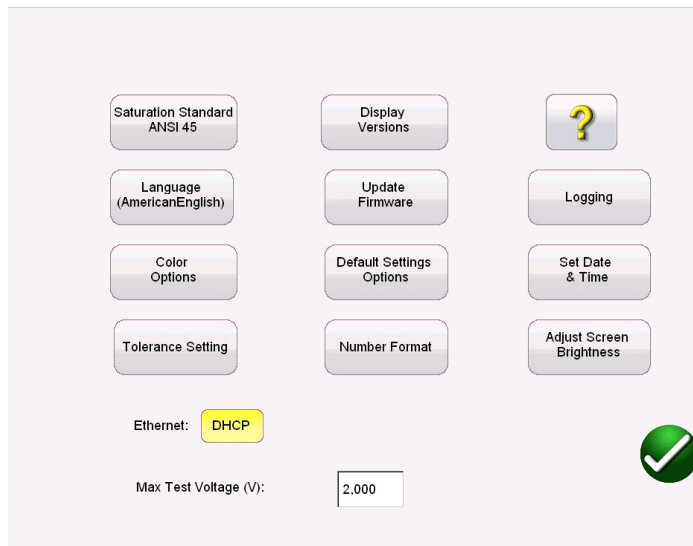 Saturation Standard
ANSI 45
Display
Versions
?
Language
(AmericanEnglish)
Update
Firmware
Logging
Color
Options
Default Settings
Options
Set Date
& Time
Tolerance Setting
Number Format
Adjust Screen
Brightness
Ethernet: DHCP
Max Test Voltage (V): 2,000